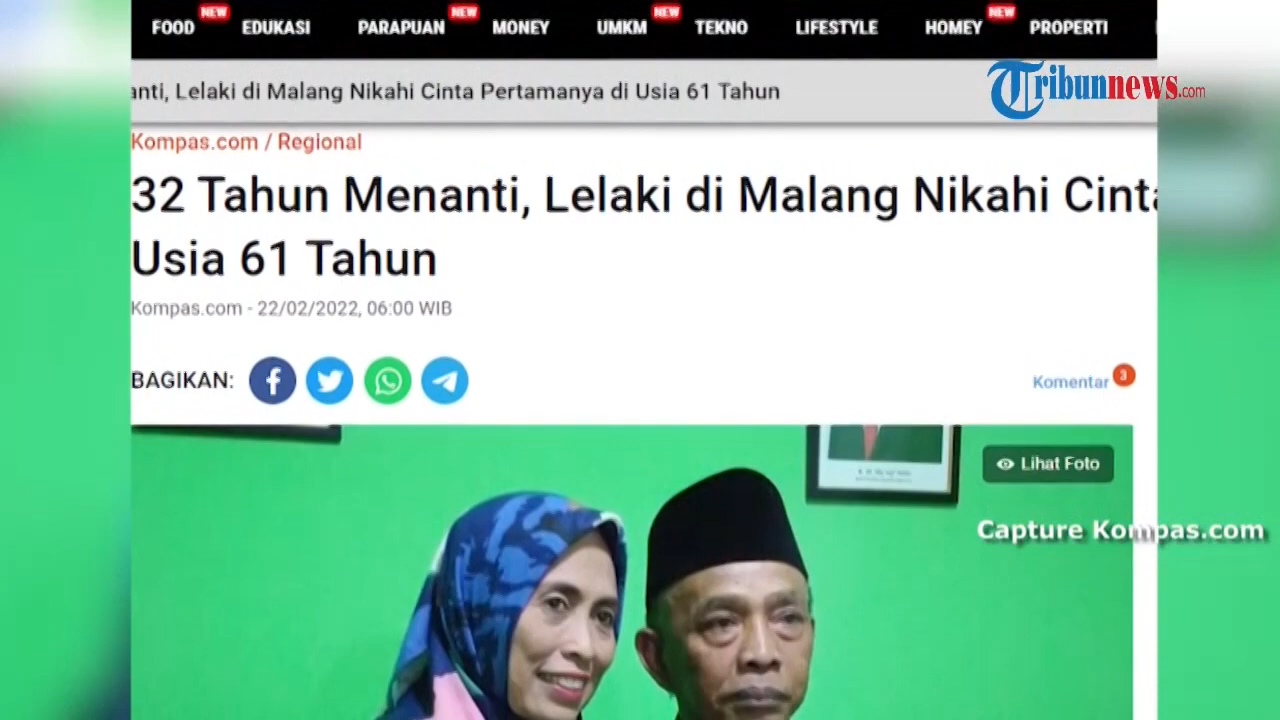 NEW NEW NEW NEW
FOOD EDUKASI PARAPUAN MONEY UMKM TEKNO LIFESTYLE HOMEY PROPERTI
anti, Lelaki di Malang Nikahi Cinta Pertamanya di Usia 61 Tahun
Tribunnews.com
Kompas.com / Regional
32 Tahun Menanti, Lelaki di Malang Nikahi Cinta
Usia 61 Tahun
Kompas.com - 22/02/2022, 06:00 WIB
BAGIKAN:
Komentar 3
Lihat Foto
Capture Kompas.com